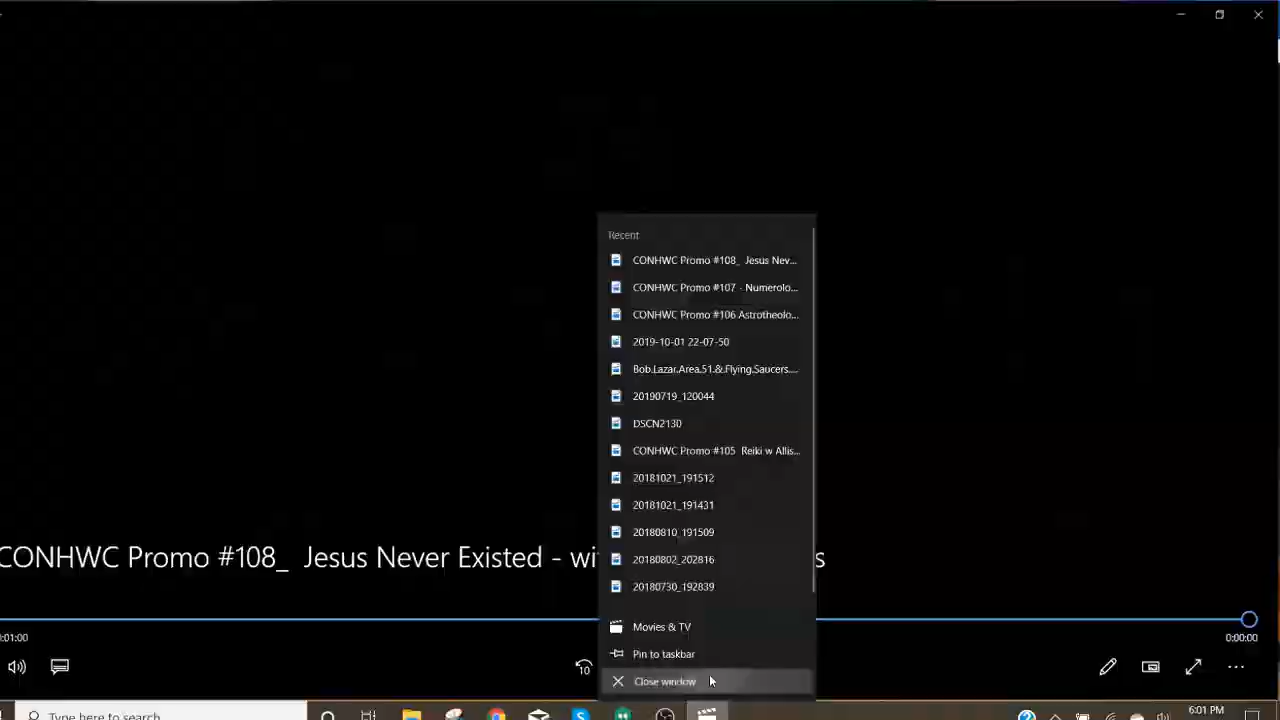 Recent
CONHWC Promo #108_ Jesus Nev...
CONHWC Promo #107 - Numerolo...
CONHWC Promo #106 Astrotheolo...
2019-10-01 22-07-50
Bob.Lazar.Area.51.&.Flying.Saucers....
20190719_120044
DSCN2130
CONHWC Promo #105 Reiki w Allis...
20181021_191512
20181021_191431
20180810_191509
20180802_202816
20180730_192839
CONHWC Promo #108_ Jesus Never Existed - wi s
Movies & TV
0:01:00
0:00:00
Pin to taskbar
10
Close window
Type here to search
6:01 PM